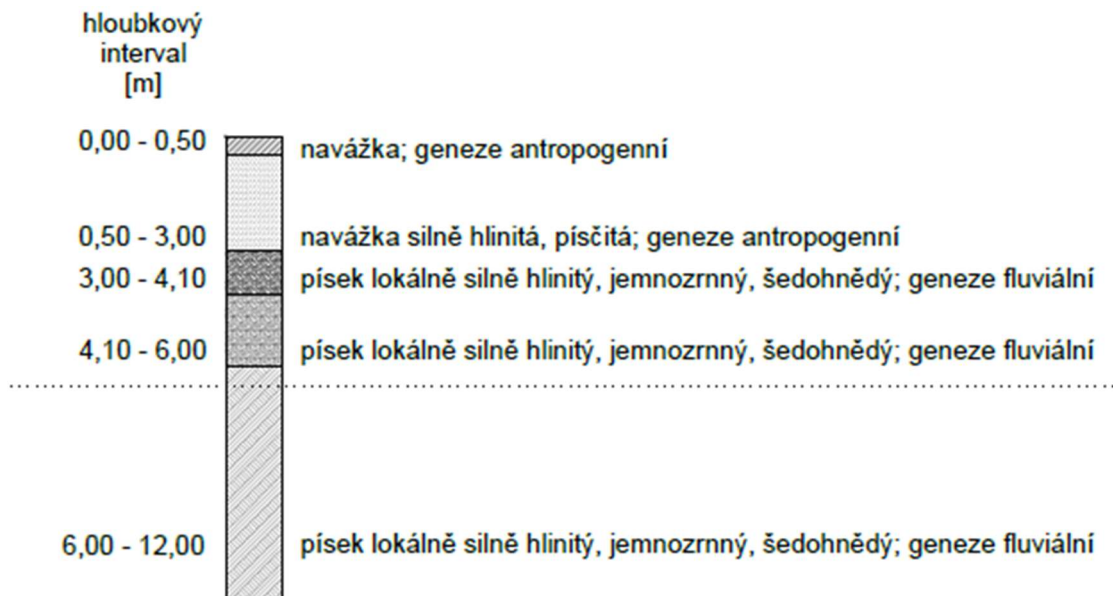 hloubkový
interval
[m]
0,00 - 0,50 navážka; geneze antropogenní
0,50 - 3,00 navážka silně hlinitá, písčitá; geneze antropogenní
3,00 - 4,10 písek lokálně silně hlinitý, jemnozrnný, šedohnědý; geneze fluviální
4,10 - 6,00 písek lokálně silně hlinitý, jemnozrnný, šedohnědý; geneze fluviální
6,00 - 12,00 písek lokálně silně hlinitý, jemnozrnný, šedohnědý; geneze fluviální